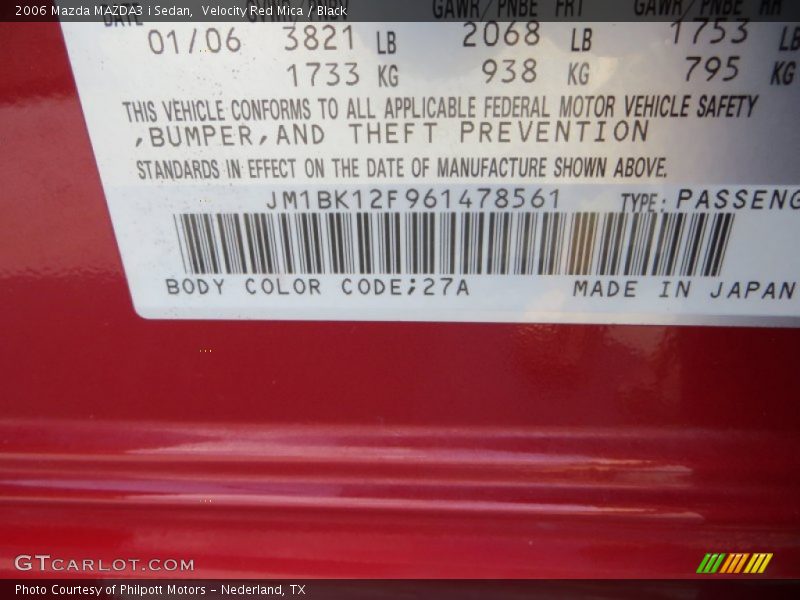 2006 Mazda MAZDA3 i Sedan, Velocity Red Mica / Black
DATE GVWR/PNBV GAWR/PNBE FRT GAWR/PNBE RR
01/06 3821 LB 2068 LB 1753 LB
1733 KG 938 KG 795 KG
THIS VEHICLE CONFORMS TO ALL APPLICABLE FEDERAL MOTOR VEHICLE SAFETY
,BUMPER,AND THEFT PREVENTION
STANDARDS IN EFFECT ON THE DATE OF MANUFACTURE SHOWN ABOVE.
JM1BK12F961478561 TYPE: PASSENG
BODY COLOR CODE;27A MADE IN JAPAN
GTCARLOT.COM
Photo Courtesy of Philpott Motors – Nederland, TX